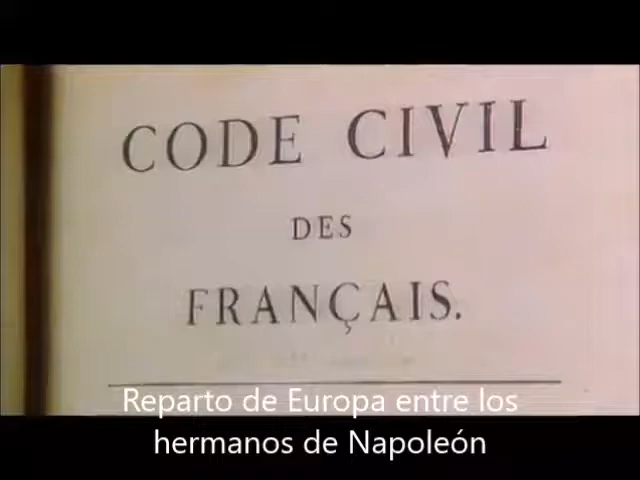 CODE CIVIL
DES
FRANÇAIS.
Reparto de Europa entre los
hermanos de Napoleón